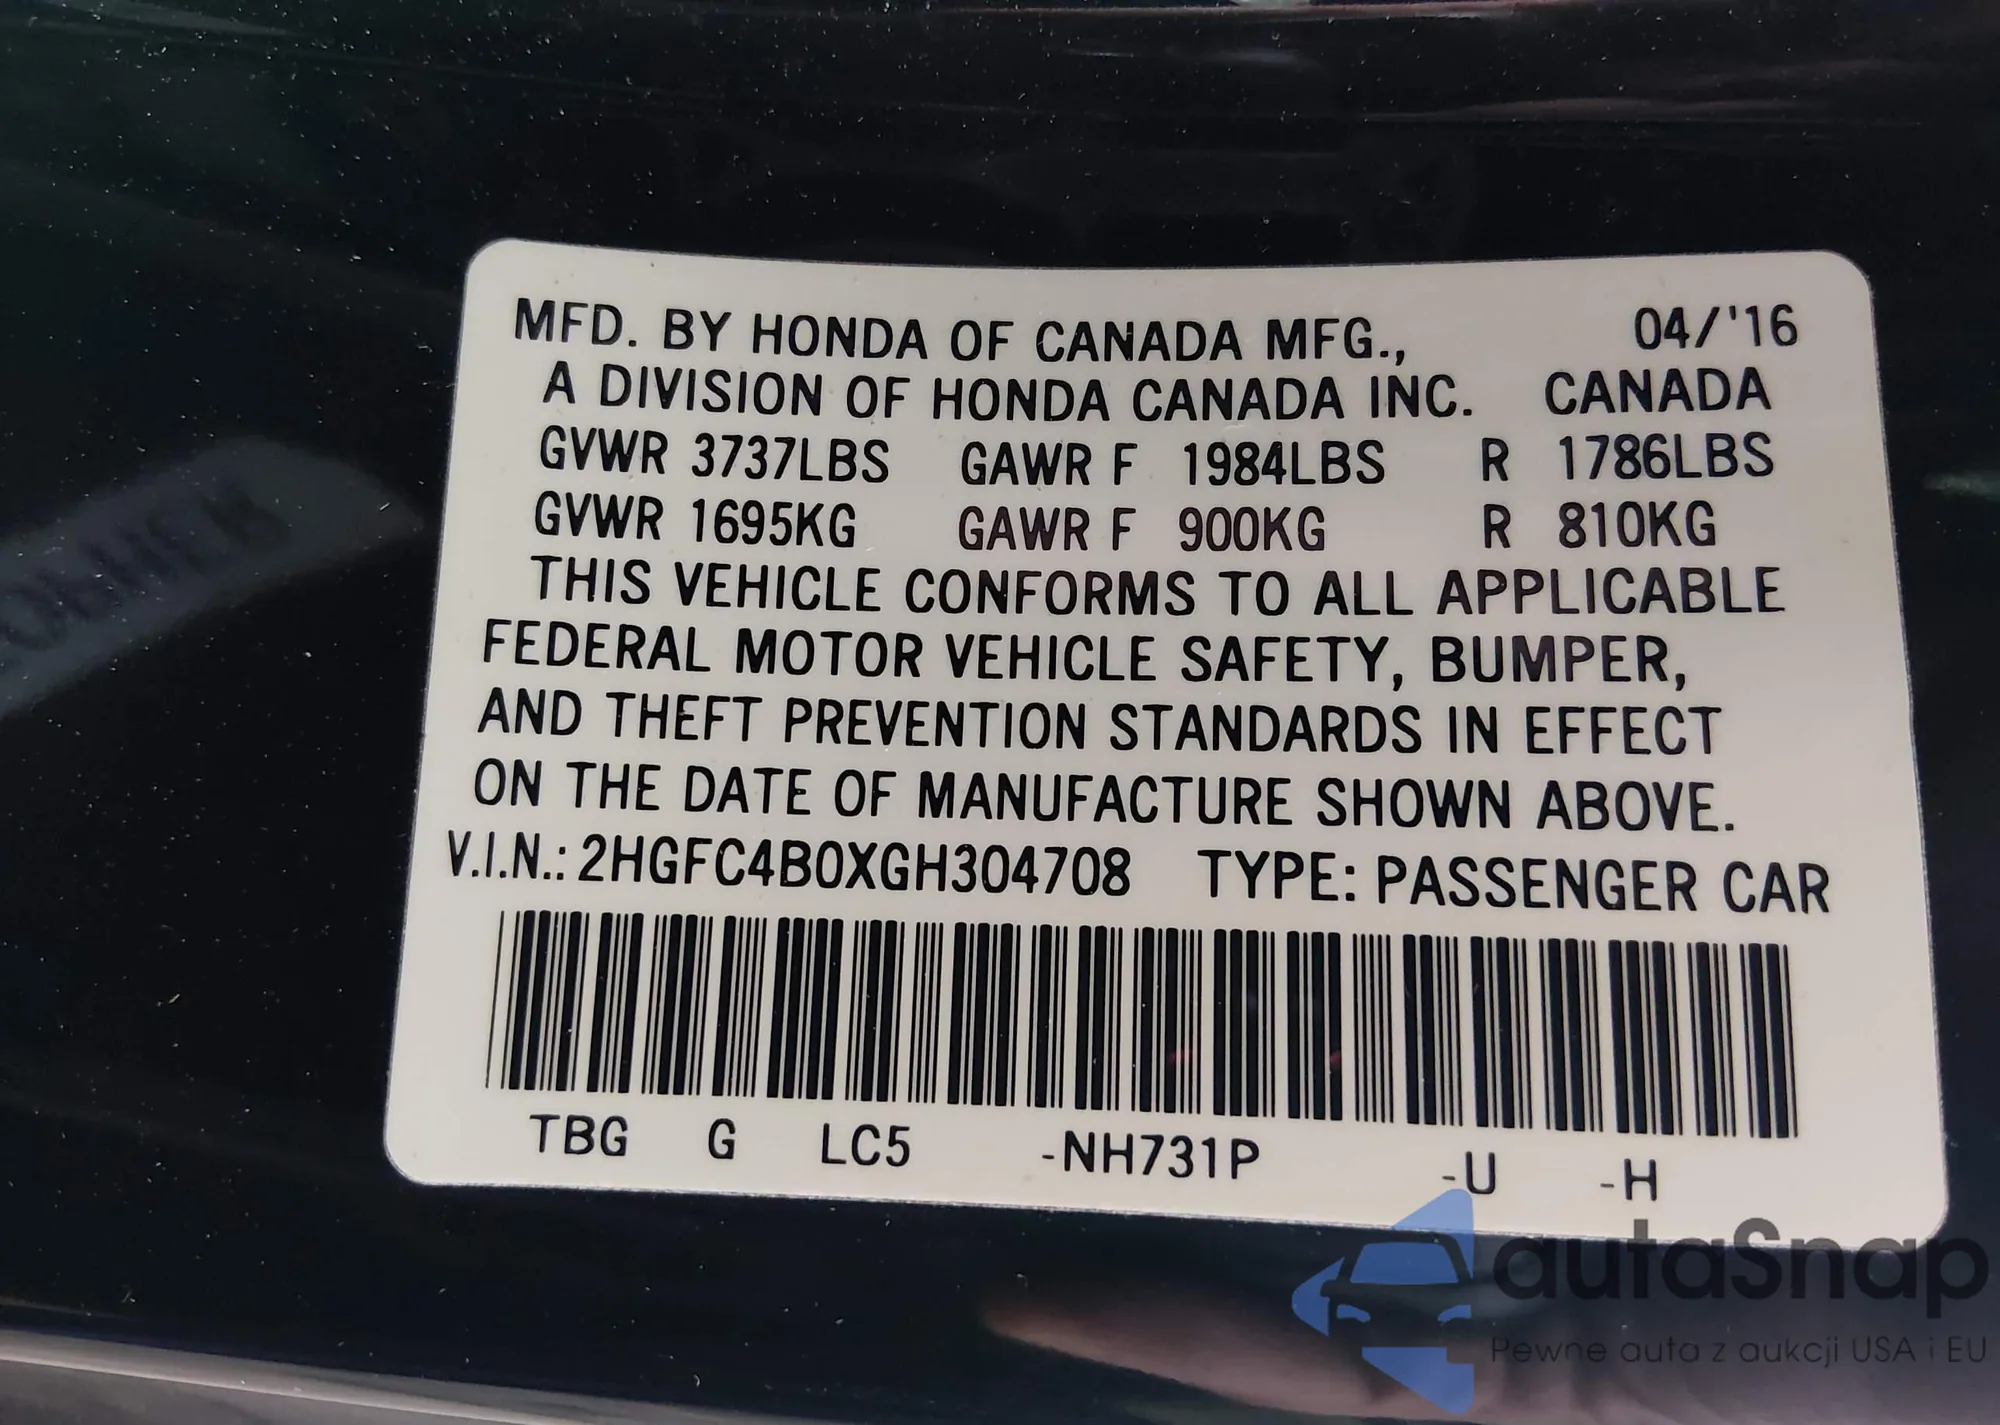 MFD. BY HONDA OF CANADA MFG., 04/'16
A DIVISION OF HONDA CANADA INC. CANADA
GVWR 3737LBS GAWR F 1984LBS R 1786LBS
GVWR 1695KG GAWR F 900KG R 810KG
THIS VEHICLE CONFORMS TO ALL APPLICABLE
FEDERAL MOTOR VEHICLE SAFETY, BUMPER,
AND THEFT PREVENTION STANDARDS IN EFFECT
ON THE DATE OF MANUFACTURE SHOWN ABOVE.
V.I.N.: 2HGFC4B0XGH304708 TYPE: PASSENGER CAR
TBG G LC5 -NH731P -U -H
autaSnap
Pewne auta z aukcji USA i EU